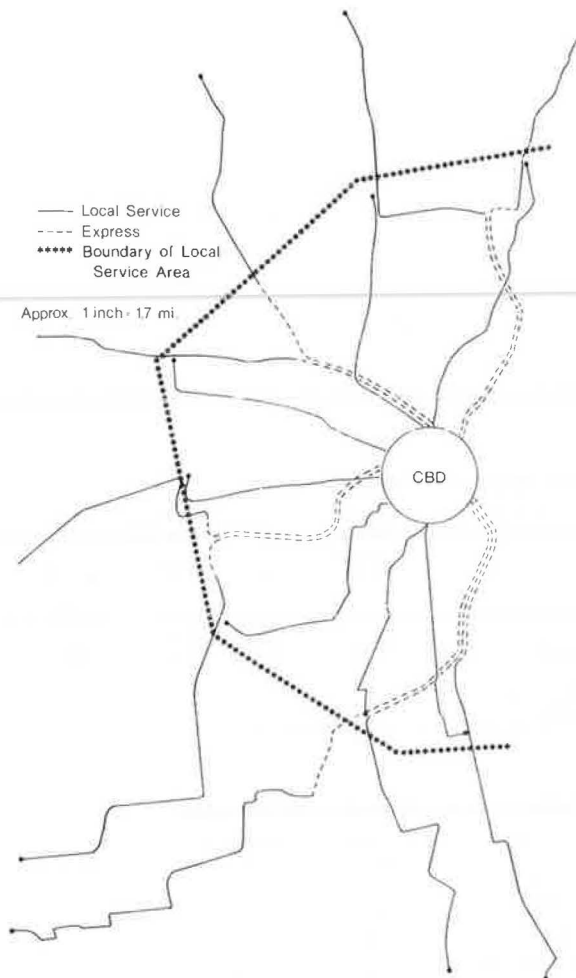 Local Service
Express
Boundary of Local
Service Area
Approx. 1 inch = 1.7 mi.
CBD